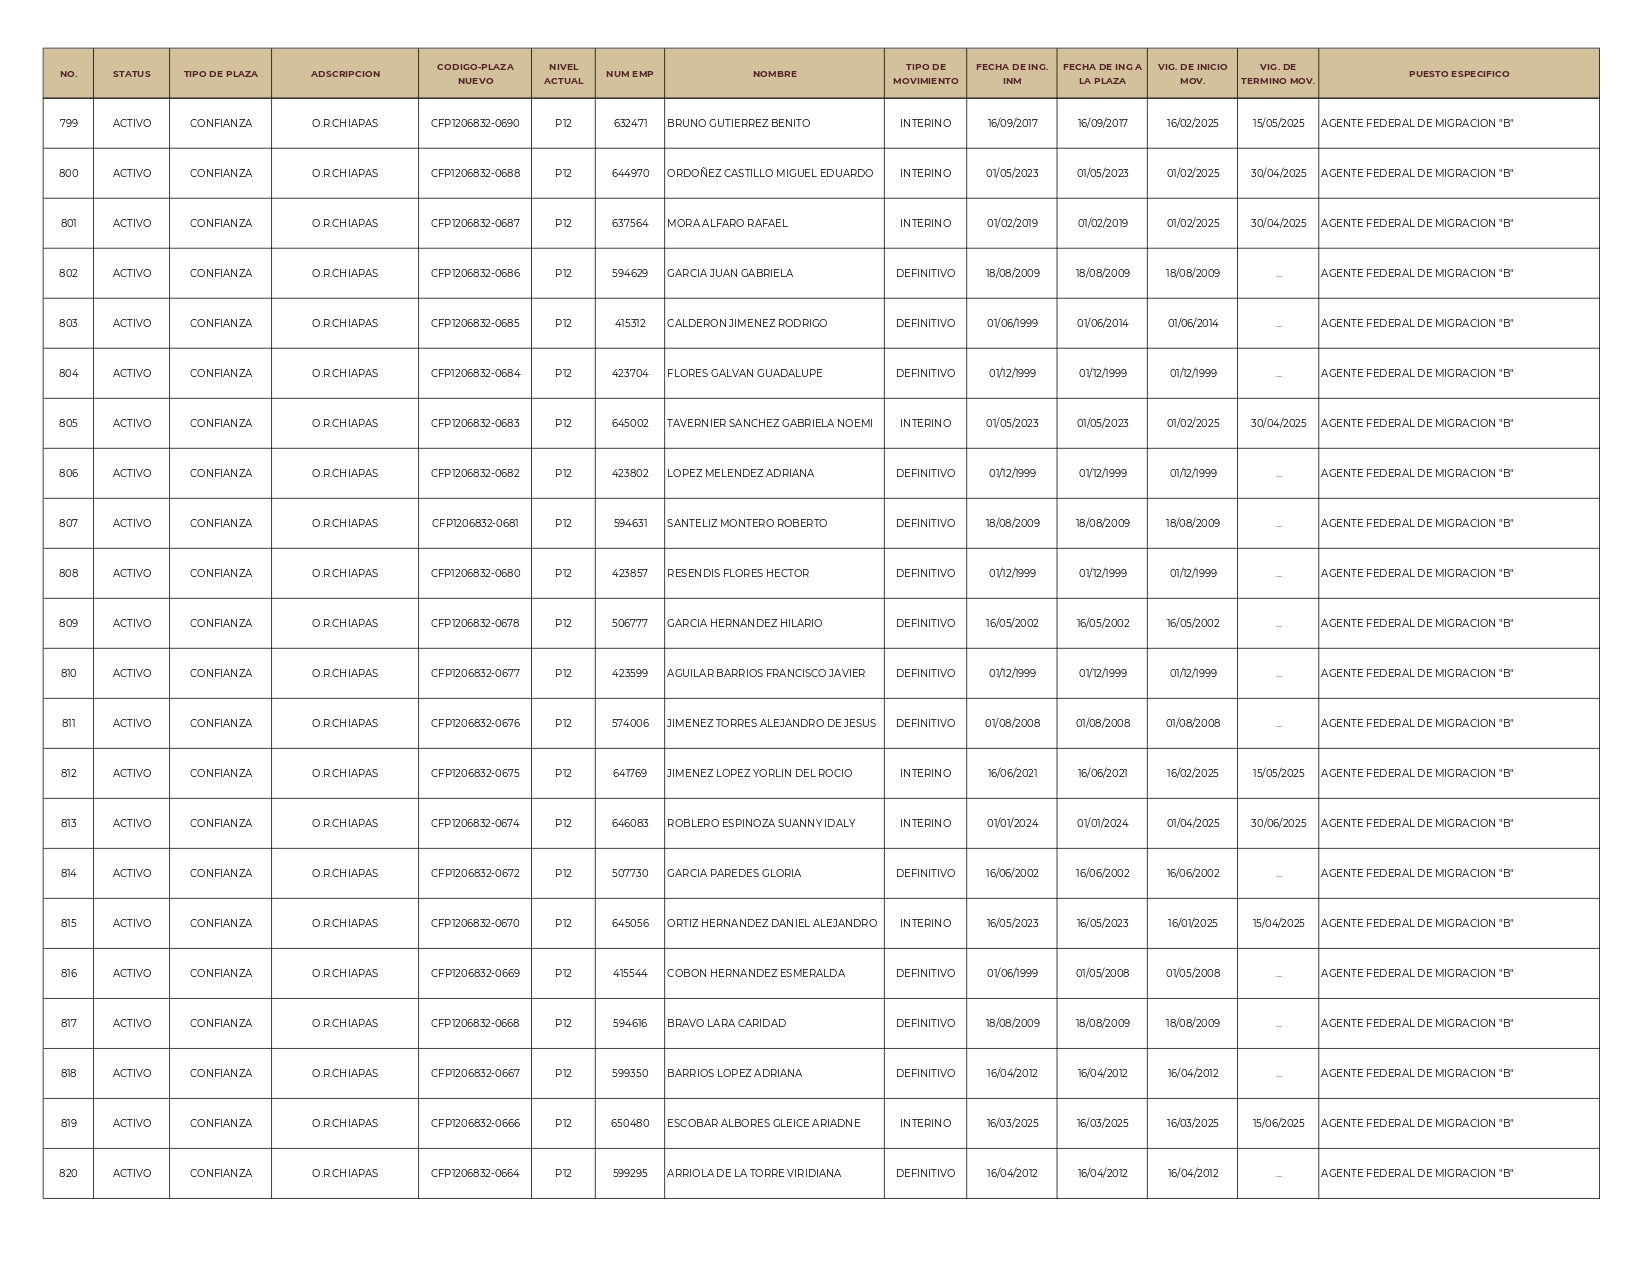 NO. STATUS TIPO DE PLAZA ADSCRIPCION CODIGO-PLAZA NUEVO NIVEL ACTUAL NUM EMP NOMBRE TIPO DE MOVIMIENTO FECHA DE ING. INM FECHA DE ING A LA PLAZA VIG. DE INICIO MOV. VIG. DE TERMINO MOV. PUESTO ESPECIFICO
799 ACTIVO CONFIANZA O.R.CHIAPAS CFP1206832-0690 P12 632471 BRUNO GUTIERREZ BENITO INTERINO 16/09/2017 16/09/2017 16/02/2025 15/05/2025 AGENTE FEDERAL DE MIGRACION "B"
800 ACTIVO CONFIANZA O.R.CHIAPAS CFP1206832-0688 P12 644970 ORDOÑEZ CASTILLO MIGUEL EDUARDO INTERINO 01/05/2023 01/05/2023 01/02/2025 30/04/2025 AGENTE FEDERAL DE MIGRACION "B"
801 ACTIVO CONFIANZA O.R.CHIAPAS CFP1206832-0687 P12 637564 MORA ALFARO RAFAEL INTERINO 01/02/2019 01/02/2019 01/02/2025 30/04/2025 AGENTE FEDERAL DE MIGRACION "B"
802 ACTIVO CONFIANZA O.R.CHIAPAS CFP1206832-0686 P12 594629 GARCIA JUAN GABRIELA DEFINITIVO 18/08/2009 18/08/2009 18/08/2009 ... AGENTE FEDERAL DE MIGRACION "B"
803 ACTIVO CONFIANZA O.R.CHIAPAS CFP1206832-0685 P12 415312 CALDERON JIMENEZ RODRIGO DEFINITIVO 01/06/1999 01/06/2014 01/06/2014 ... AGENTE FEDERAL DE MIGRACION "B"
804 ACTIVO CONFIANZA O.R.CHIAPAS CFP1206832-0684 P12 423704 FLORES GALVAN GUADALUPE DEFINITIVO 01/12/1999 01/12/1999 01/12/1999 ... AGENTE FEDERAL DE MIGRACION "B"
805 ACTIVO CONFIANZA O.R.CHIAPAS CFP1206832-0683 P12 645002 TAVERNIER SANCHEZ GABRIELA NOEMI INTERINO 01/05/2023 01/05/2023 01/02/2025 30/04/2025 AGENTE FEDERAL DE MIGRACION "B"
806 ACTIVO CONFIANZA O.R.CHIAPAS CFP1206832-0682 P12 423802 LOPEZ MELENDEZ ADRIANA DEFINITIVO 01/12/1999 01/12/1999 01/12/1999 ... AGENTE FEDERAL DE MIGRACION "B"
807 ACTIVO CONFIANZA O.R.CHIAPAS CFP1206832-0681 P12 594631 SANTELIZ MONTERO ROBERTO DEFINITIVO 18/08/2009 18/08/2009 18/08/2009 ... AGENTE FEDERAL DE MIGRACION "B"
808 ACTIVO CONFIANZA O.R.CHIAPAS CFP1206832-0680 P12 423857 RESENDIS FLORES HECTOR DEFINITIVO 01/12/1999 01/12/1999 01/12/1999 ... AGENTE FEDERAL DE MIGRACION "B"
809 ACTIVO CONFIANZA O.R.CHIAPAS CFP1206832-0678 P12 506777 GARCIA HERNANDEZ HILARIO DEFINITIVO 16/05/2002 16/05/2002 16/05/2002 ... AGENTE FEDERAL DE MIGRACION "B"
810 ACTIVO CONFIANZA O.R.CHIAPAS CFP1206832-0677 P12 423599 AGUILAR BARRIOS FRANCISCO JAVIER DEFINITIVO 01/12/1999 01/12/1999 01/12/1999 ... AGENTE FEDERAL DE MIGRACION "B"
811 ACTIVO CONFIANZA O.R.CHIAPAS CFP1206832-0676 P12 574006 JIMENEZ TORRES ALEJANDRO DE JESUS DEFINITIVO 01/08/2008 01/08/2008 01/08/2008 ... AGENTE FEDERAL DE MIGRACION "B"
812 ACTIVO CONFIANZA O.R.CHIAPAS CFP1206832-0675 P12 641769 JIMENEZ LOPEZ YORLIN DEL ROCIO INTERINO 16/06/2021 16/06/2021 16/02/2025 15/05/2025 AGENTE FEDERAL DE MIGRACION "B"
813 ACTIVO CONFIANZA O.R.CHIAPAS CFP1206832-0674 P12 646083 ROBLERO ESPINOZA SUANNY IDALY INTERINO 01/01/2024 01/01/2024 01/04/2025 30/06/2025 AGENTE FEDERAL DE MIGRACION "B"
814 ACTIVO CONFIANZA O.R.CHIAPAS CFP1206832-0672 P12 507730 GARCIA PAREDES GLORIA DEFINITIVO 16/06/2002 16/06/2002 16/06/2002 ... AGENTE FEDERAL DE MIGRACION "B"
815 ACTIVO CONFIANZA O.R.CHIAPAS CFP1206832-0670 P12 645056 ORTIZ HERNANDEZ DANIEL ALEJANDRO INTERINO 16/05/2023 16/05/2023 16/01/2025 15/04/2025 AGENTE FEDERAL DE MIGRACION "B"
816 ACTIVO CONFIANZA O.R.CHIAPAS CFP1206832-0669 P12 415544 COBON HERNANDEZ ESMERALDA DEFINITIVO 01/06/1999 01/05/2008 01/05/2008 ... AGENTE FEDERAL DE MIGRACION "B"
817 ACTIVO CONFIANZA O.R.CHIAPAS CFP1206832-0668 P12 594616 BRAVO LARA CARIDAD DEFINITIVO 18/08/2009 18/08/2009 18/08/2009 ... AGENTE FEDERAL DE MIGRACION "B"
818 ACTIVO CONFIANZA O.R.CHIAPAS CFP1206832-0667 P12 599350 BARRIOS LOPEZ ADRIANA DEFINITIVO 16/04/2012 16/04/2012 16/04/2012 ... AGENTE FEDERAL DE MIGRACION "B"
819 ACTIVO CONFIANZA O.R.CHIAPAS CFP1206832-0666 P12 650480 ESCOBAR ALBORES GLEICE ARIADNE INTERINO 16/03/2025 16/03/2025 16/03/2025 15/06/2025 AGENTE FEDERAL DE MIGRACION "B"
820 ACTIVO CONFIANZA O.R.CHIAPAS CFP1206832-0664 P12 599295 ARRIOLA DE LA TORRE VIRIDIANA DEFINITIVO 16/04/2012 16/04/2012 16/04/2012 ... AGENTE FEDERAL DE MIGRACION "B"